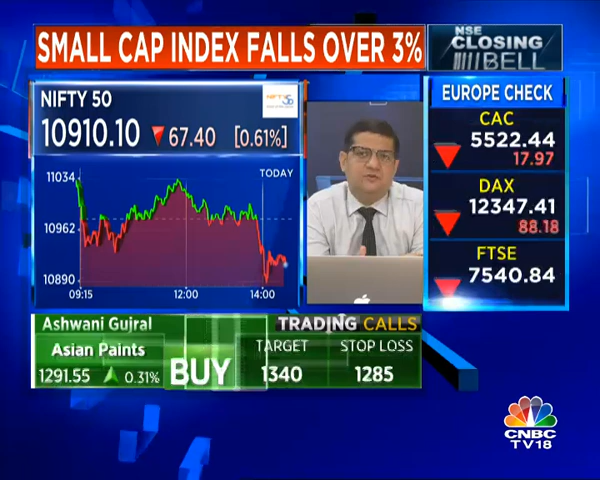 SMALL CAP INDEX FALLS OVER 3%
NSE
CLOSING
BELL
NIFTY 50
10910.10 67.40 [0.61%]
TODAY
11034
10962
10890
09:15 12:00 14:00
EUROPE CHECK
CAC
5522.44
17.97
DAX
12347.41
88.18
FTSE
7540.84
Ashwani Gujral
TRADING CALLS
Asian Paints
1291.55 0.31%
BUY
TARGET STOP LOSS
1340 1285
CNBC
TV18